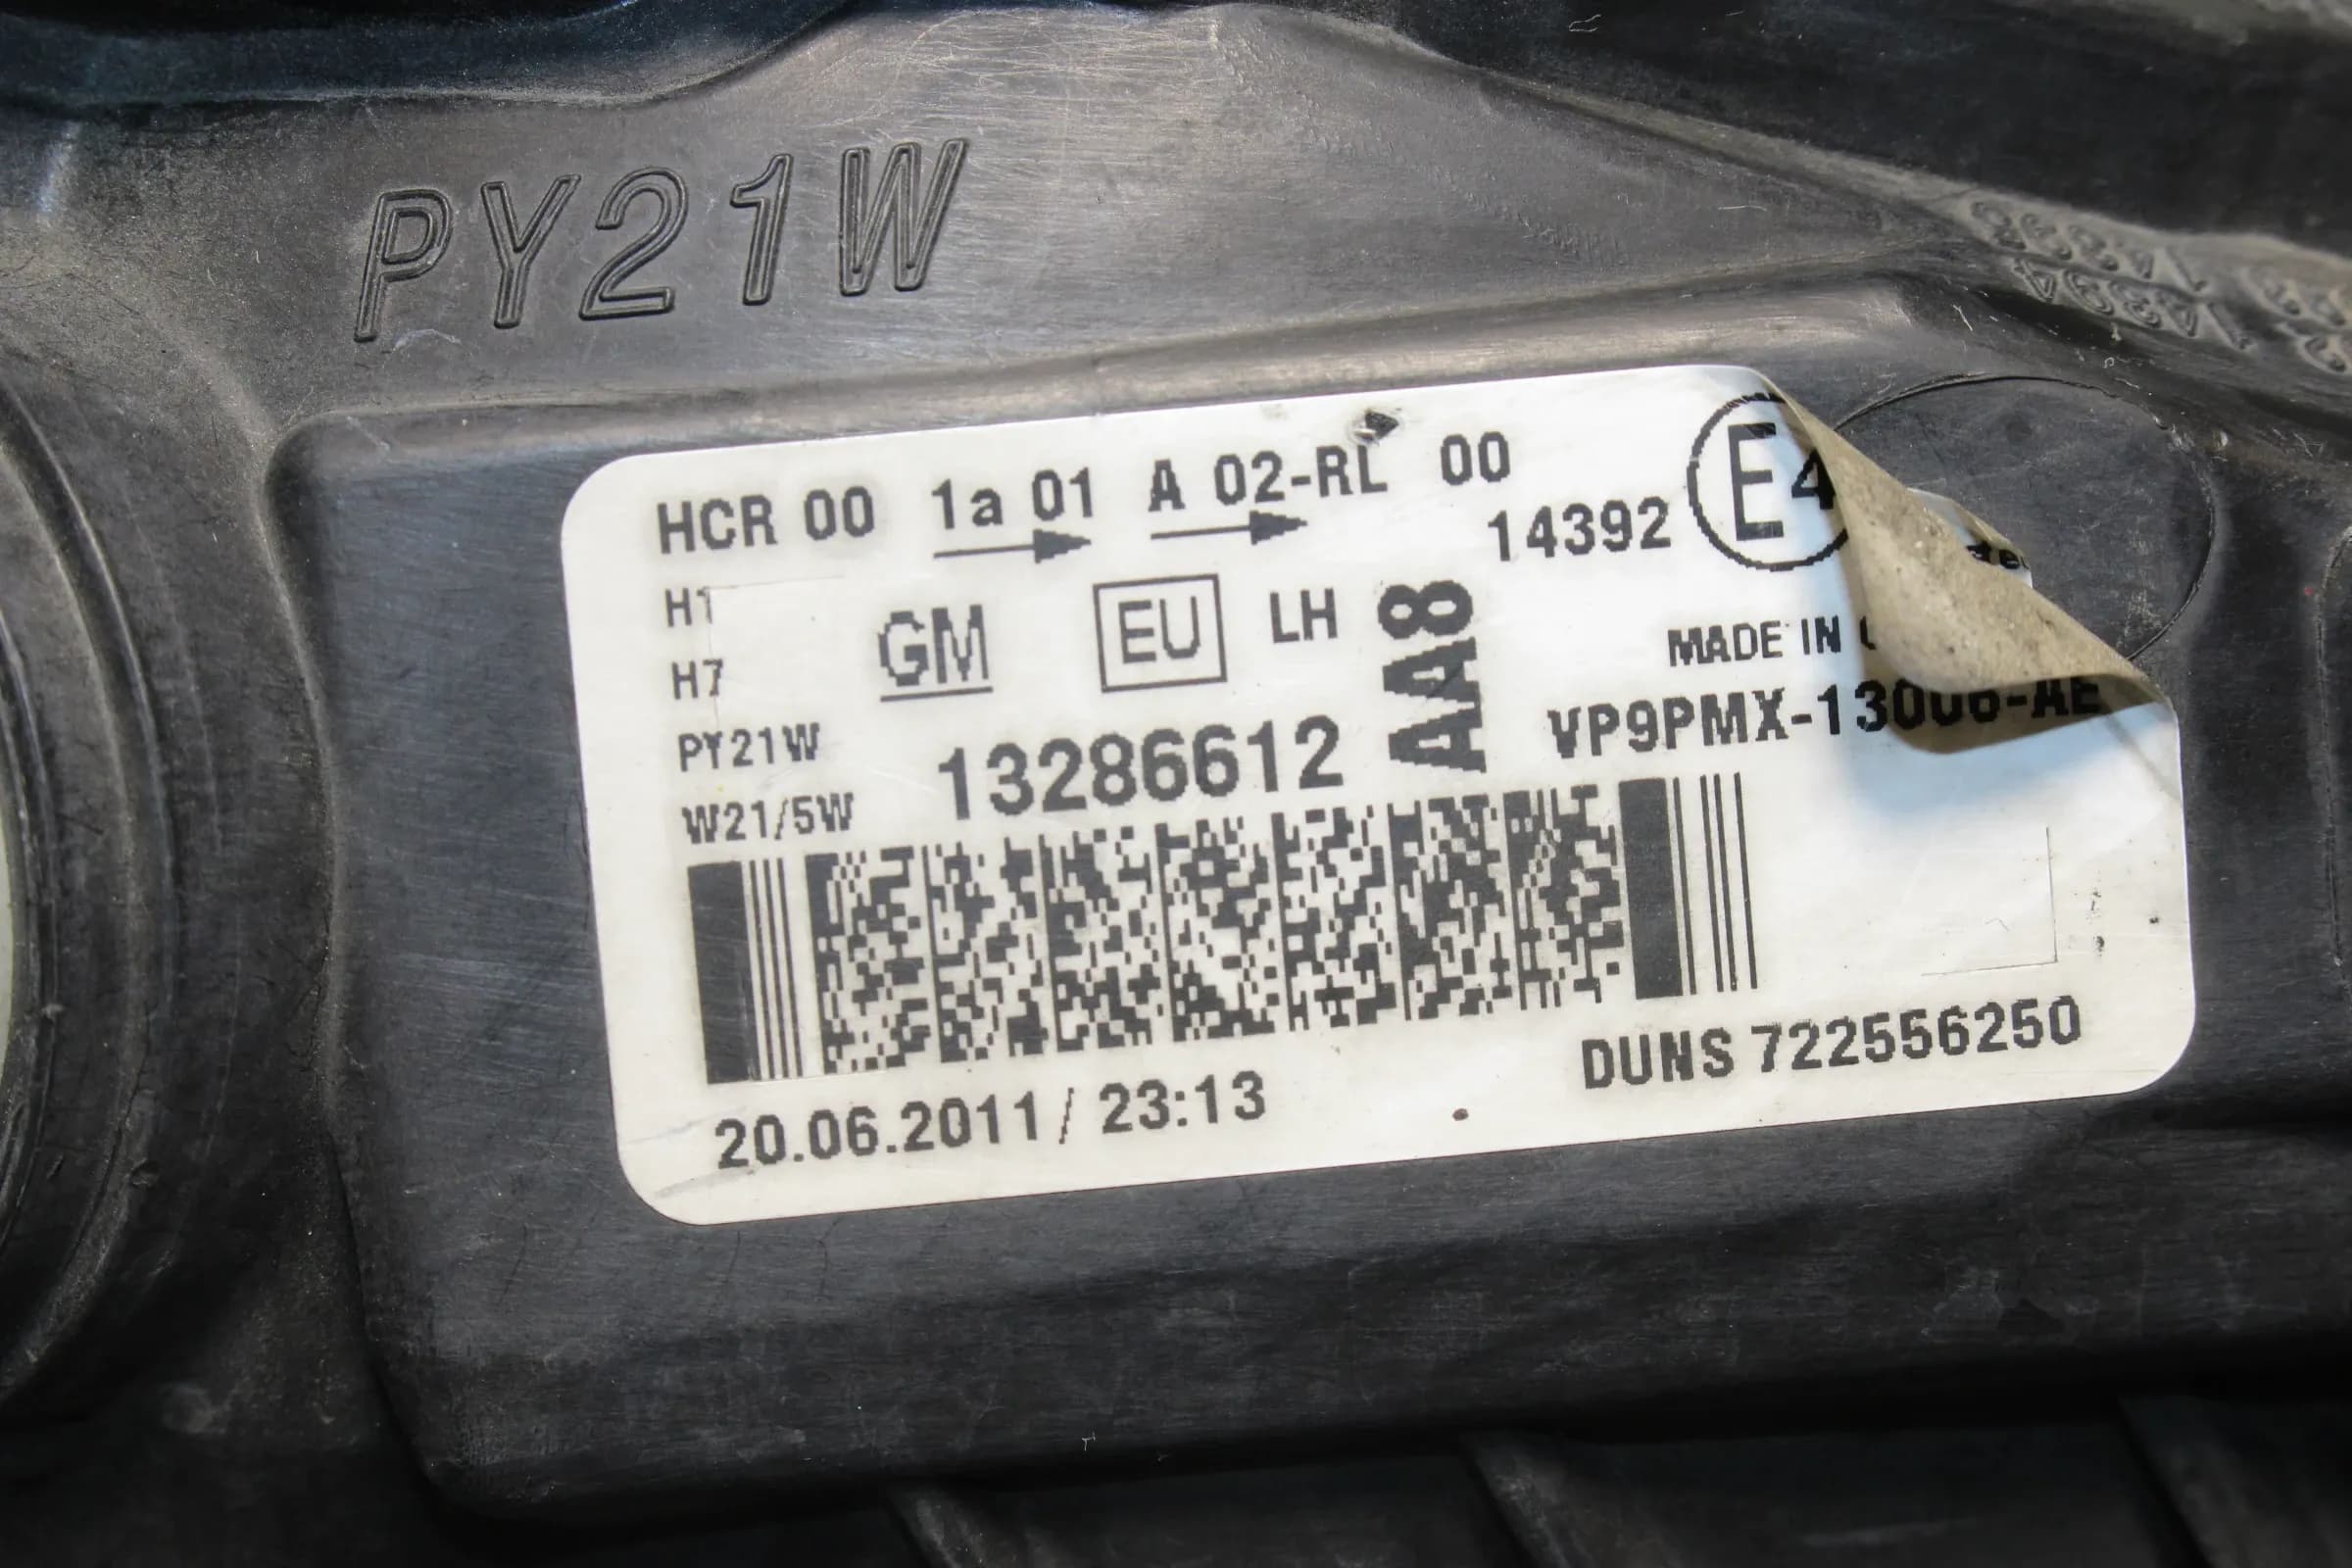 PY21W
HCR 00 1a 01 A 02-RL 00
14392 E4
H1 GM EU LH AA8
H7 MADE IN
PY21W 13286612 VP9PMX-13006-AE
W21/5W
20.06.2011 / 23:13 DUNS 722556250